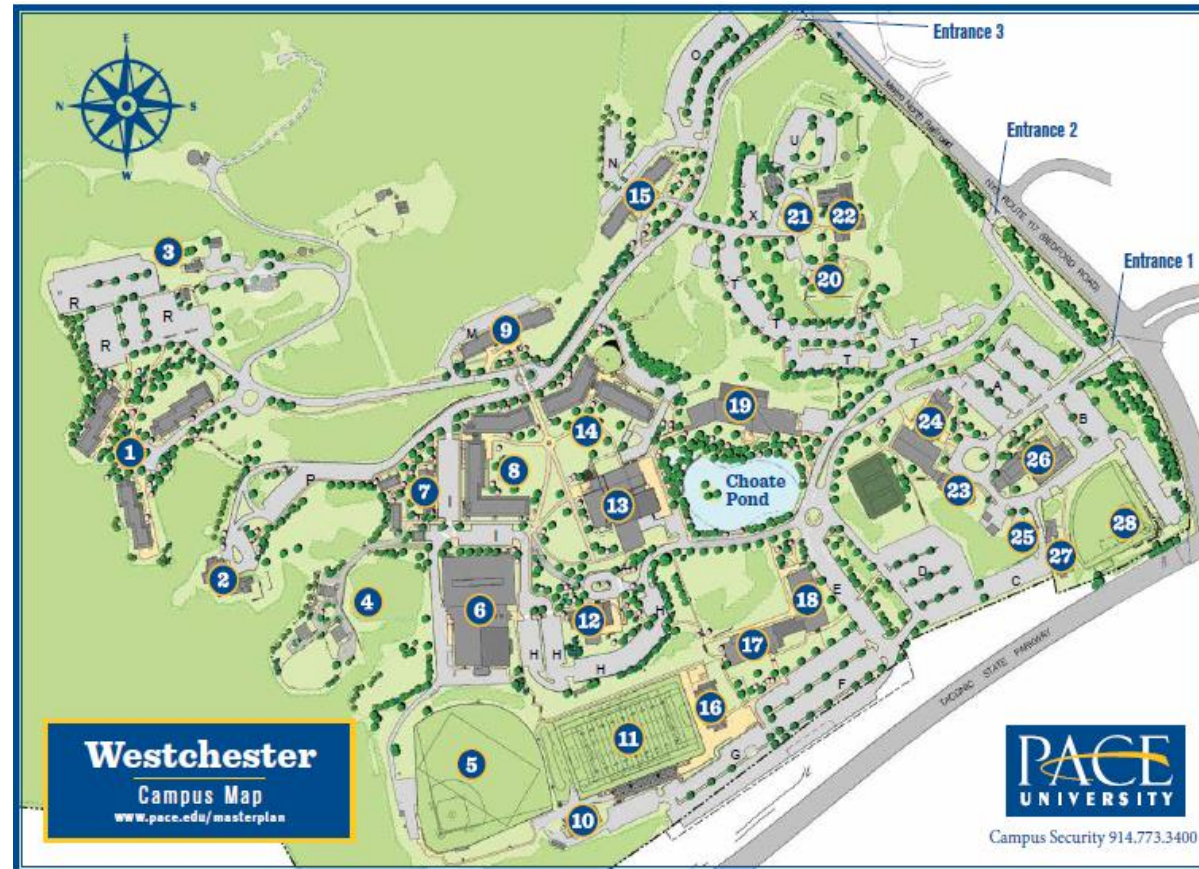 Entrance 3
Metro North Railroad
Entrance 2
NYS ROUTE 117 (BEDFORD ROAD)
Entrance 1
E
N S
W
O
N
U
15
X
21
22
20
3
R
R
R
T
T
T
T
M
9
A
B
24
26
23
19
14
1
8
7
P
I
I
13
Choate
Pond
28
25
27
2
4
6
12
H
H
H
H
18
E
D
C
17
16
F
G
11
5
10
TACONIC STATE PARKWAY
Westchester
Campus Map
www.pace.edu/masterplan
PACE
UNIVERSITY
Campus Security 914.773.3400